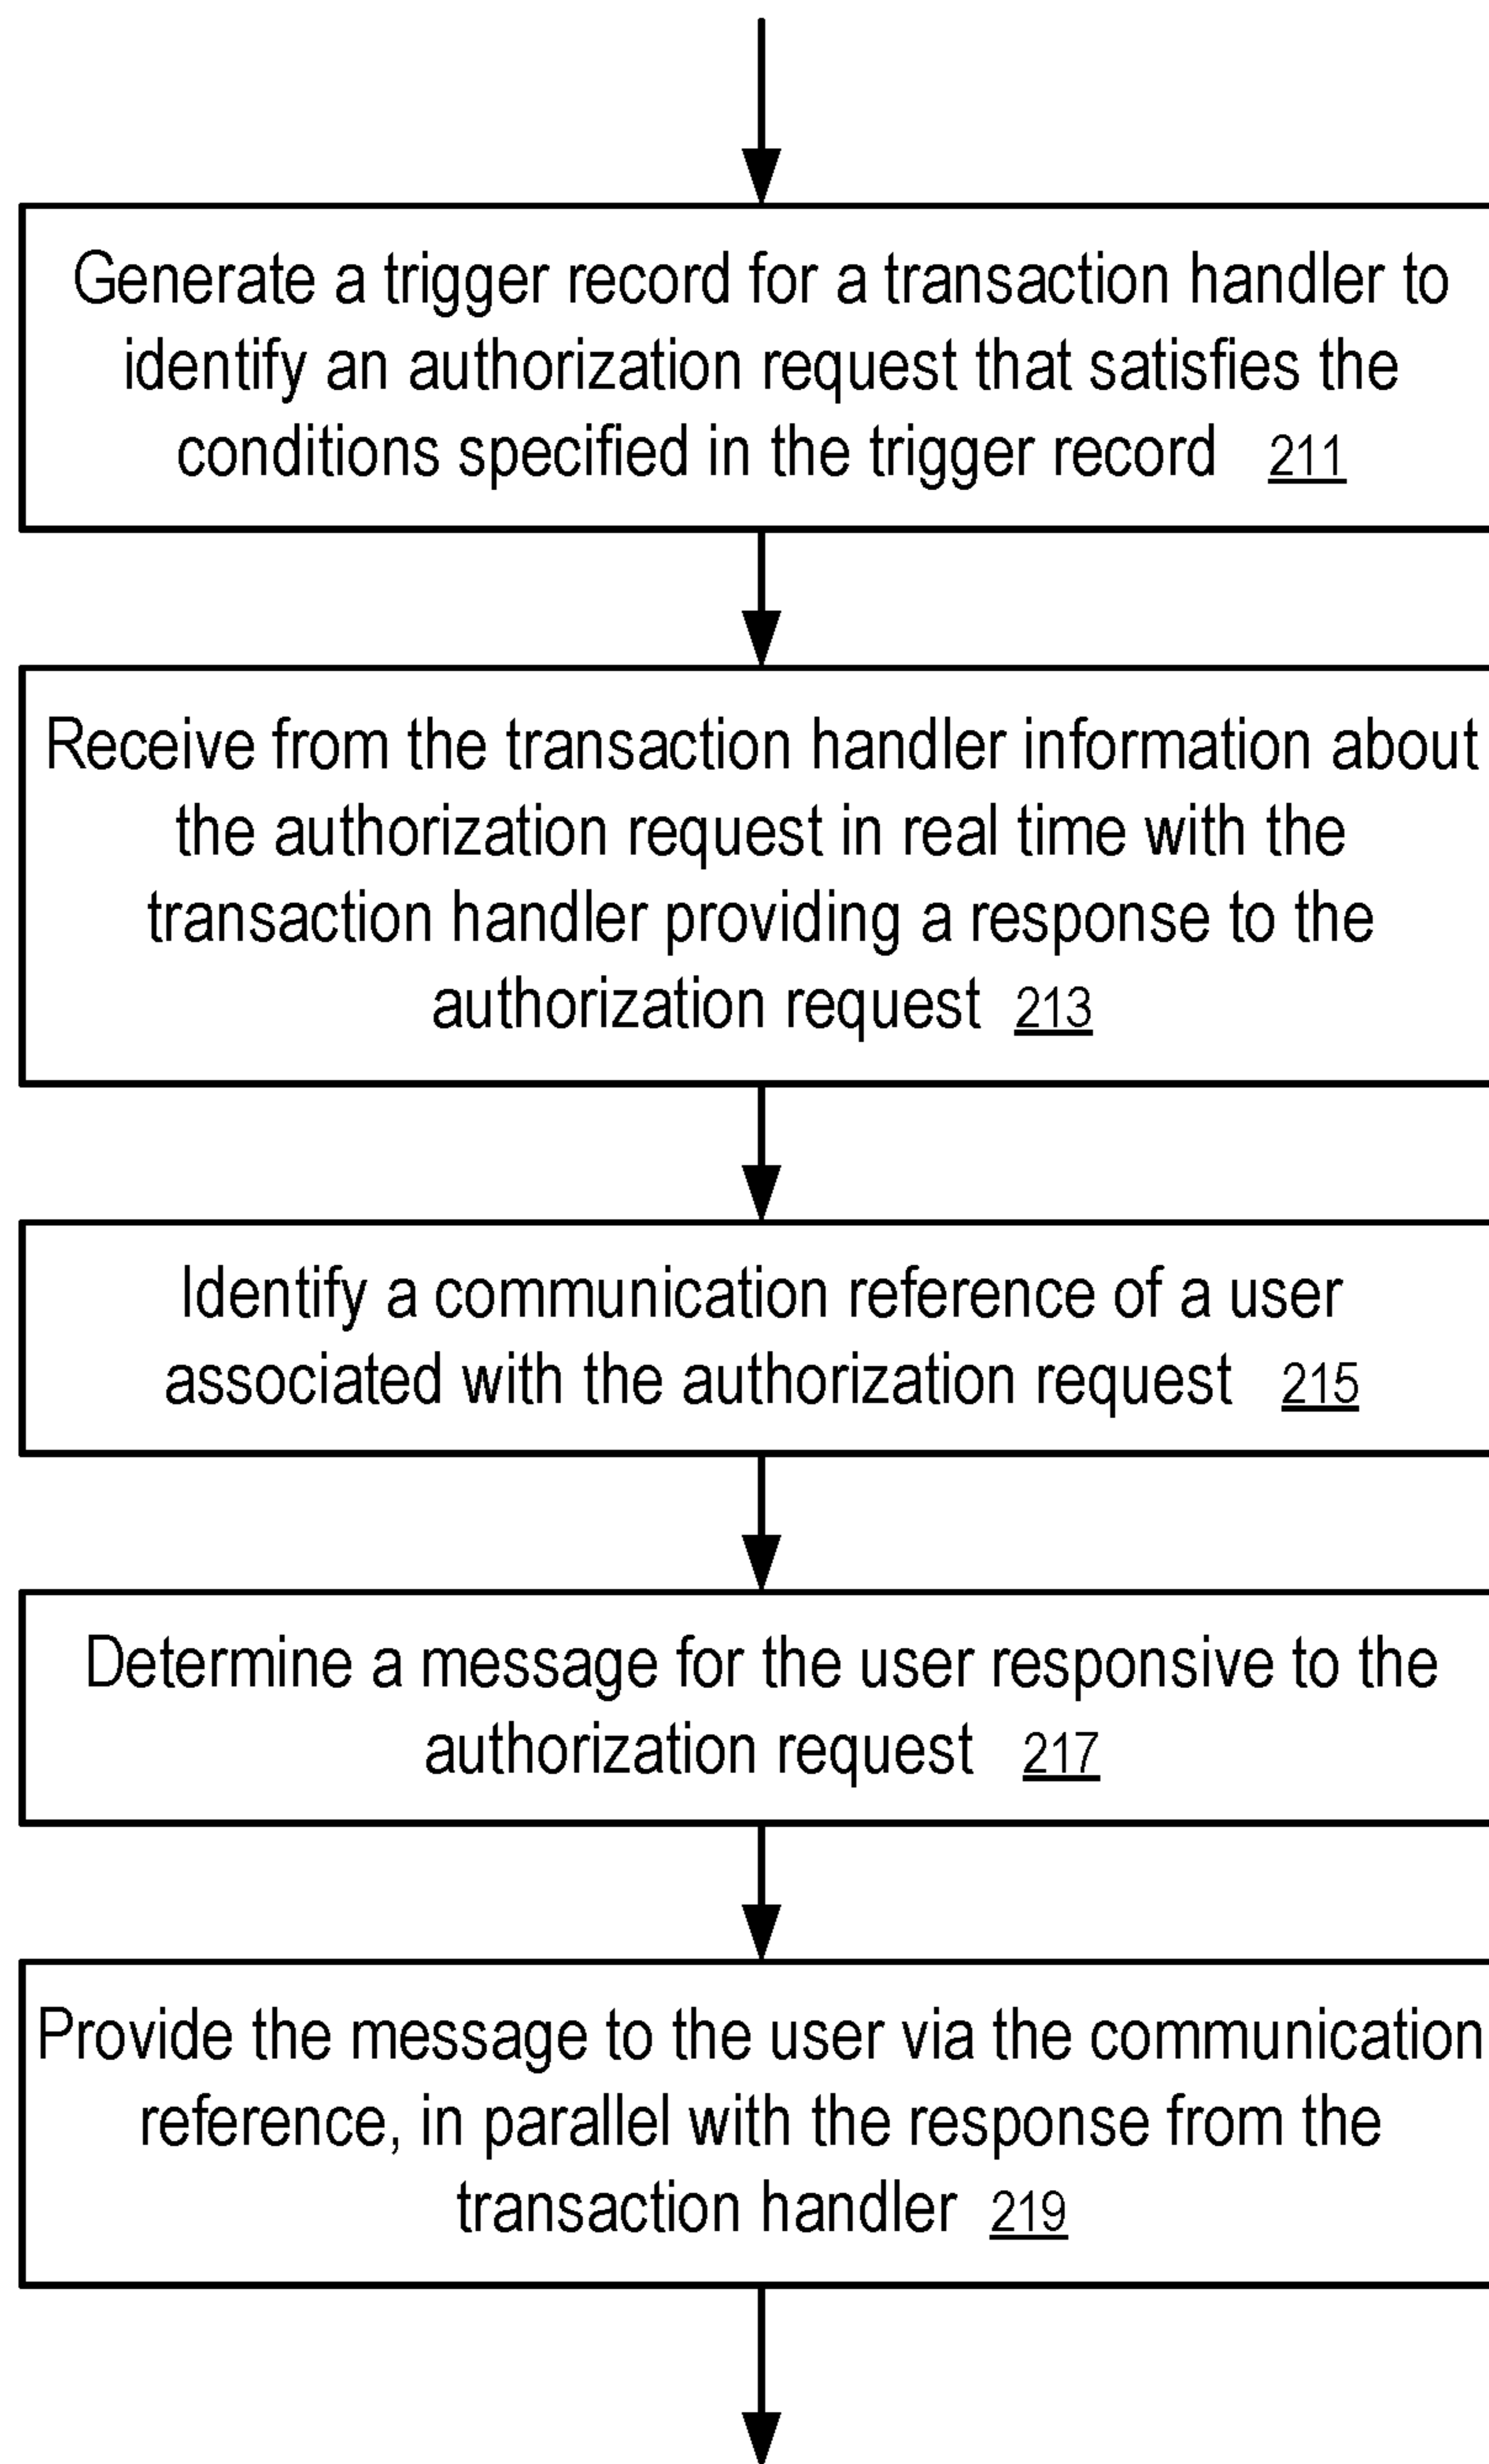 Generate a trigger record for a transaction handler to
identify an authorization request that satisfies the
conditions specified in the trigger record 211
Receive from the transaction handler information about
the authorization request in real time with the
transaction handler providing a response to the
authorization request 213
Identify a communication reference of a user
associated with the authorization request 215
Determine a message for the user responsive to the
authorization request 217
Provide the message to the user via the communication
reference, in parallel with the response from the
transaction handler 219